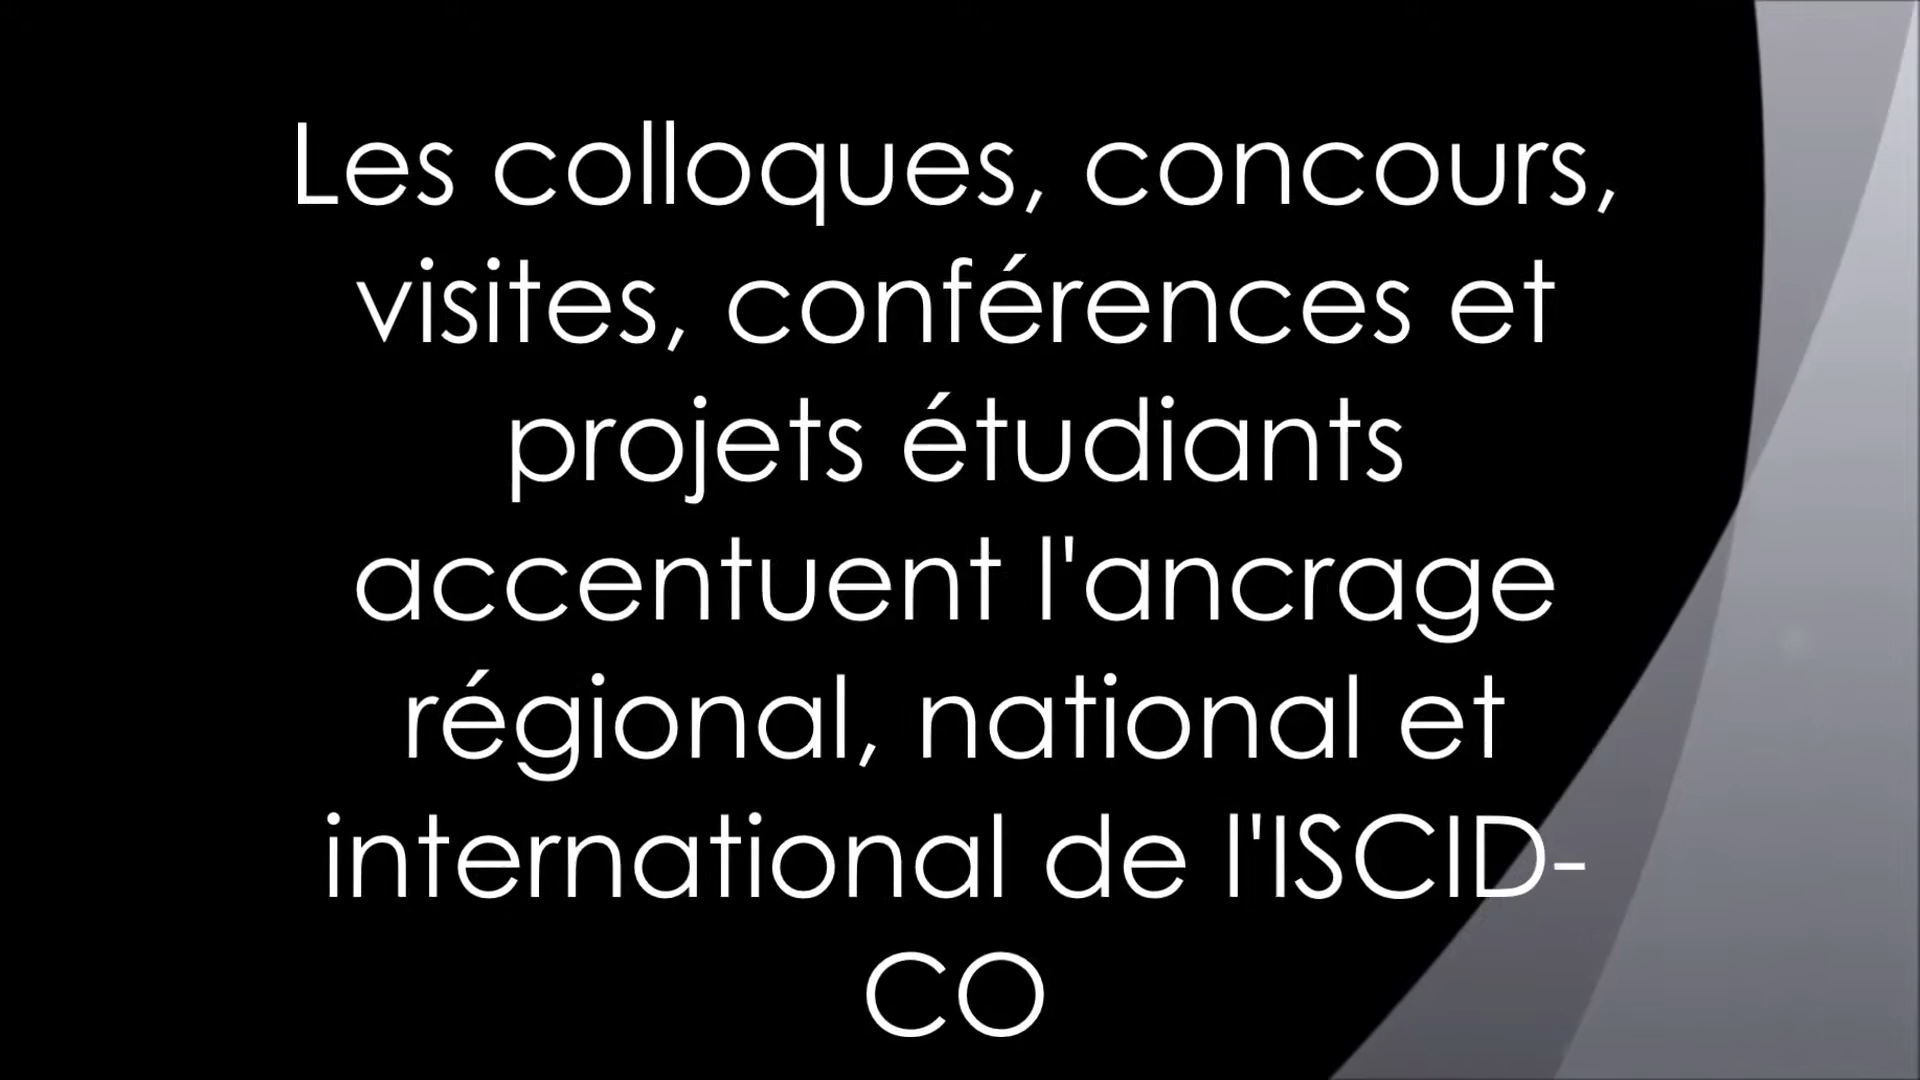 Les colloques, concours,
visites, conférences et
projets étudiants
accentuent l'ancrage
régional, national et
international de l'ISCID-
CO